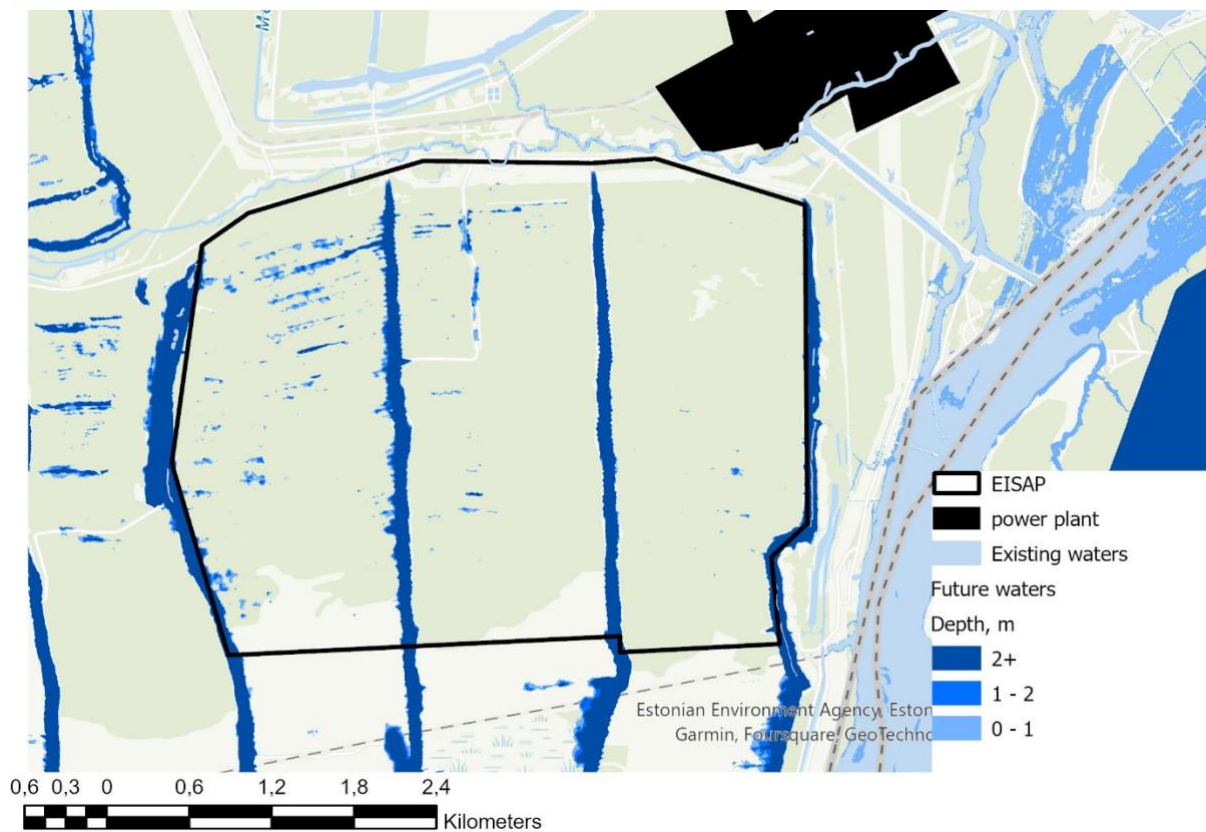 Me
EISAP
power plant
Existing waters
Future waters
Depth, m
2+
1 - 2
0 - 1
Estonian Environment Agency, Eston
Garmin, Foursquare, GeoTechno
0,6 0,3 0 0,6 1,2 1,8 2,4
Kilometers